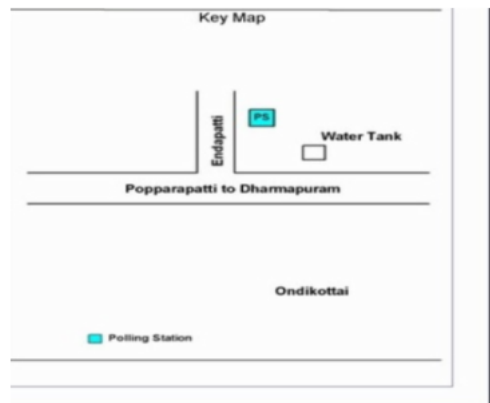 Key Map
PS
Water Tank
Endapatti
Popparapatti to Dharmapuram
Ondikottai
Polling Station